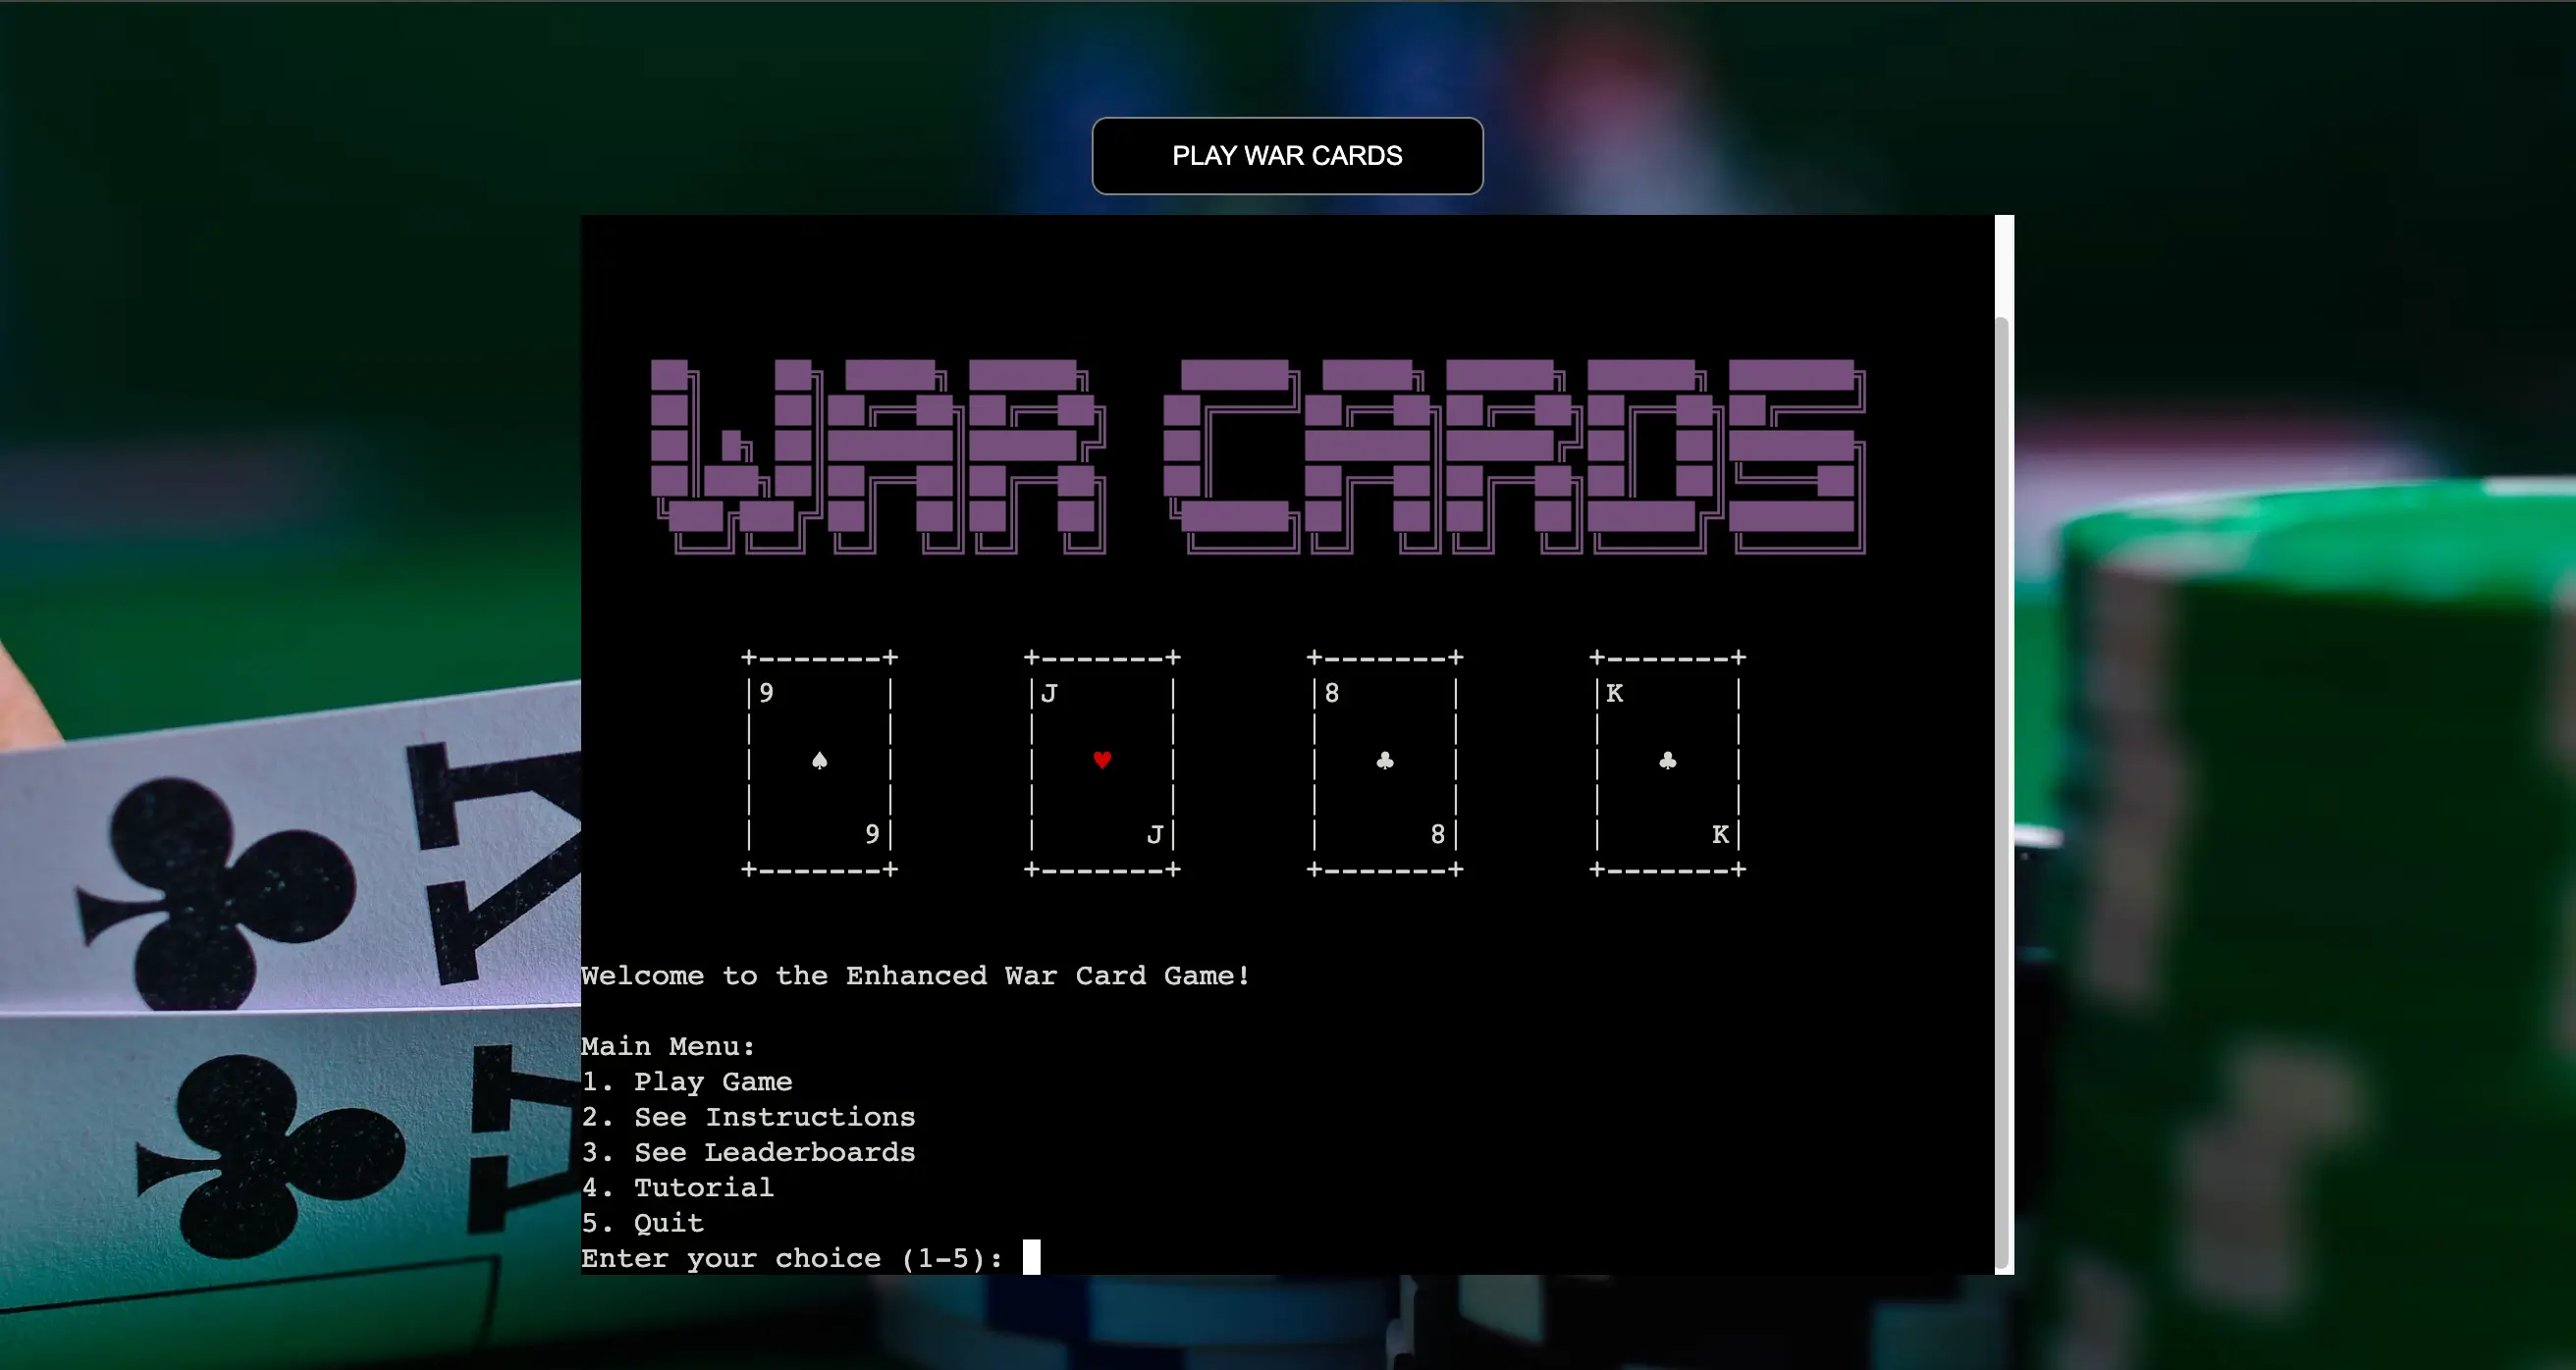 PLAY WAR CARDS
WAR CARDS
9 J 8 K
♠ ♥ ♣ ♣
9 J 8 K
Welcome to the Enhanced War Card Game!
Main Menu:
1. Play Game
2. See Instructions
3. See Leaderboards
4. Tutorial
5. Quit
Enter your choice (1-5):